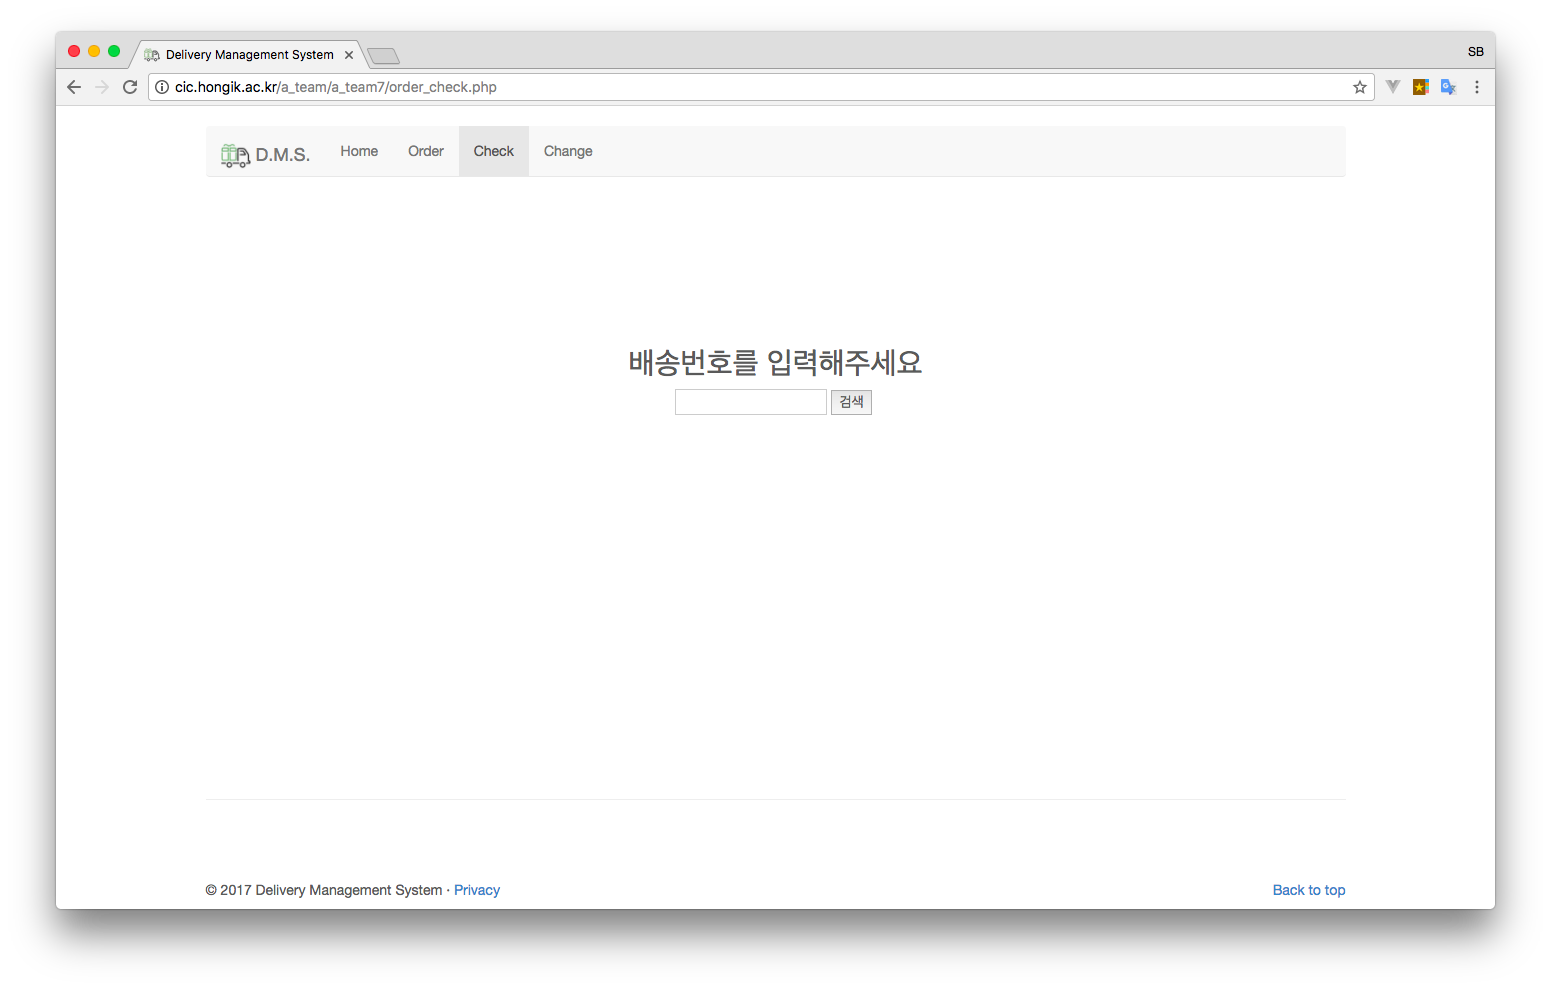 Delivery Management System
SB
cic.hongik.ac.kr/a_team/a_team7/order_check.php
D.M.S. Home Order Check Change
배송번호를 입력해주세요
검색
© 2017 Delivery Management System · Privacy
Back to top